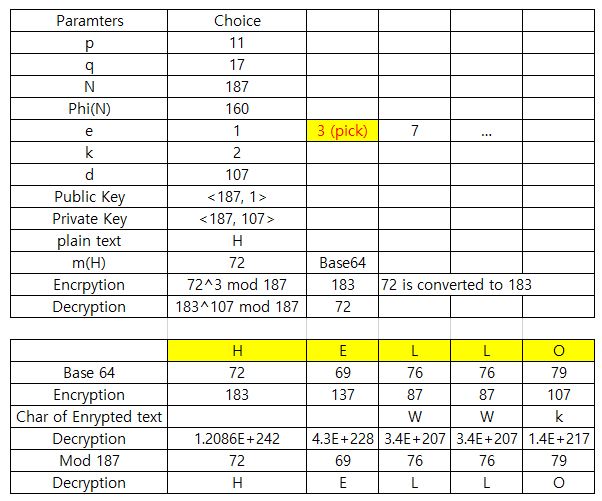 Paramters Choice
p 11
q 17
N 187
Phi(N) 160
e 1 3 (pick) 7 ...
k 2
d 107
Public Key <187, 1>
Private Key <187, 107>
plain text H
m(H) 72 Base64
Encrpytion 72^3 mod 187 183 72 is converted to 183
Decryption 183^107 mod 187 72
H E L L O
Base 64 72 69 76 76 79
Encryption 183 137 87 87 107
Char of Enrypted text W W k
Decryption 1.2086E+242 4.3E+228 3.4E+207 3.4E+207 1.4E+217
Mod 187 72 69 76 76 79
Decryption H E L L O